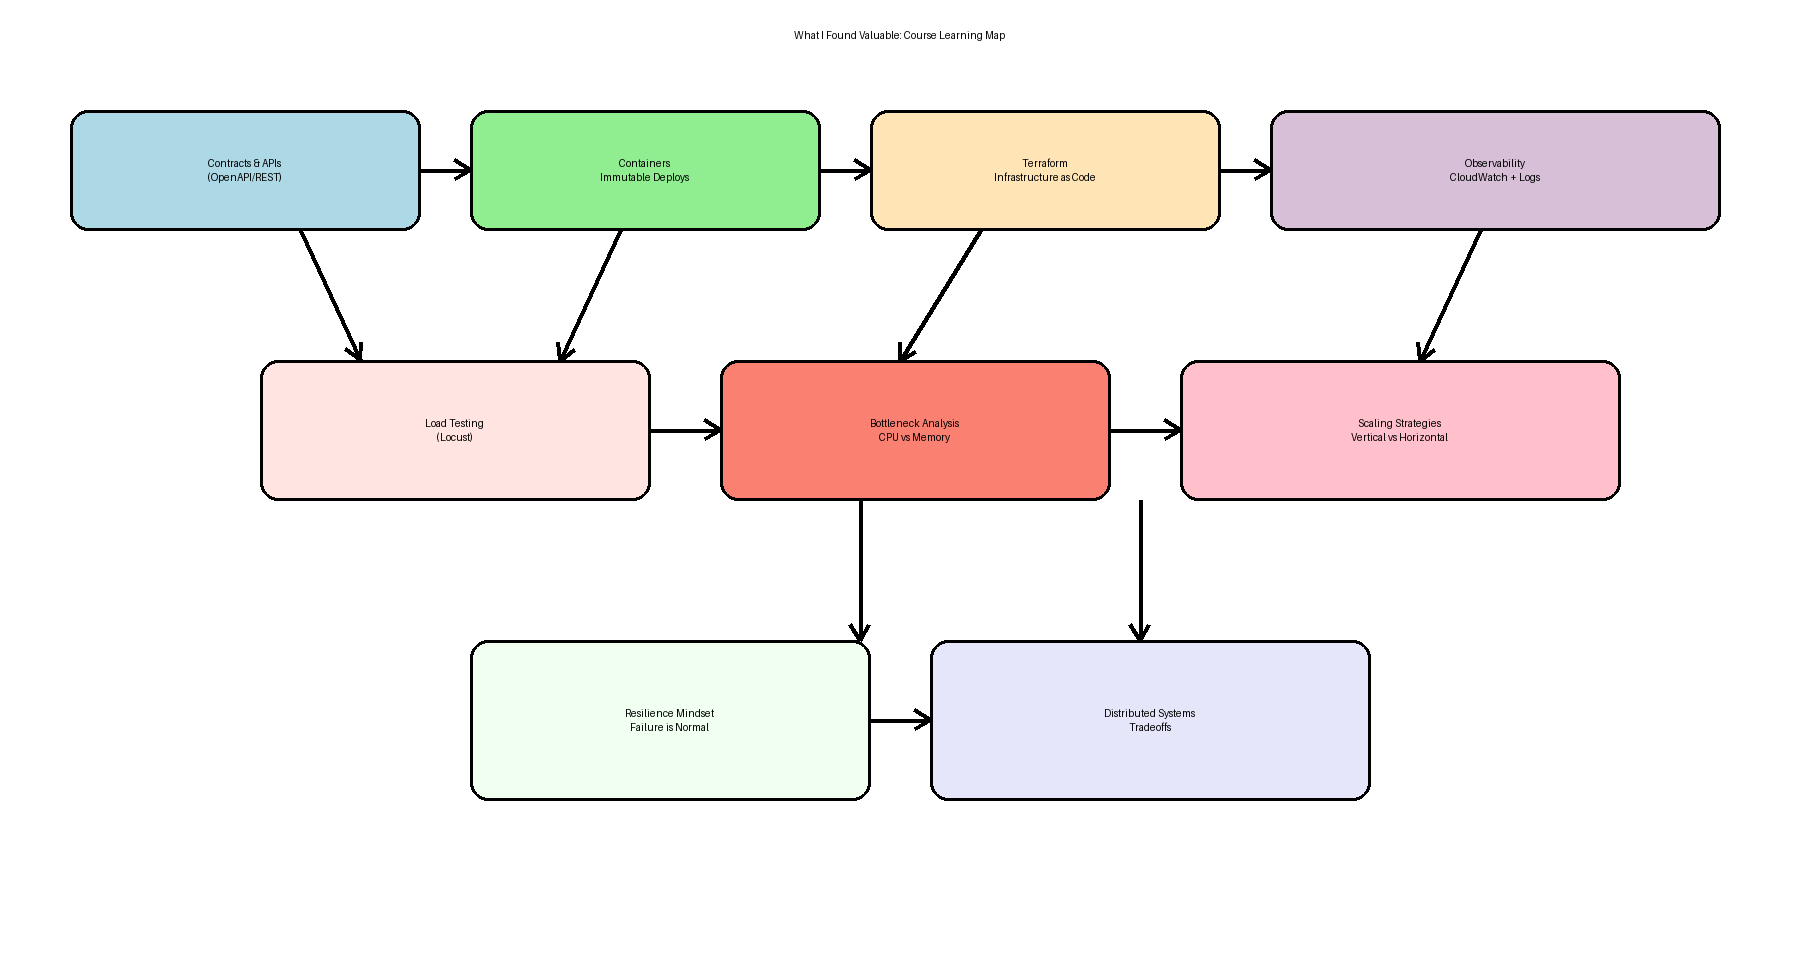 What I Found Valuable: Course Learning Map
Contracts & APIs
(OpenAPI/REST)
Containers
Immutable Deploys
Terraform
Infrastructure as Code
Observability
CloudWatch + Logs
Load Testing
(Locust)
Bottleneck Analysis
CPU vs Memory
Scaling Strategies
Vertical vs Horizontal
Resilience Mindset
Failure is Normal
Distributed Systems
Tradeoffs